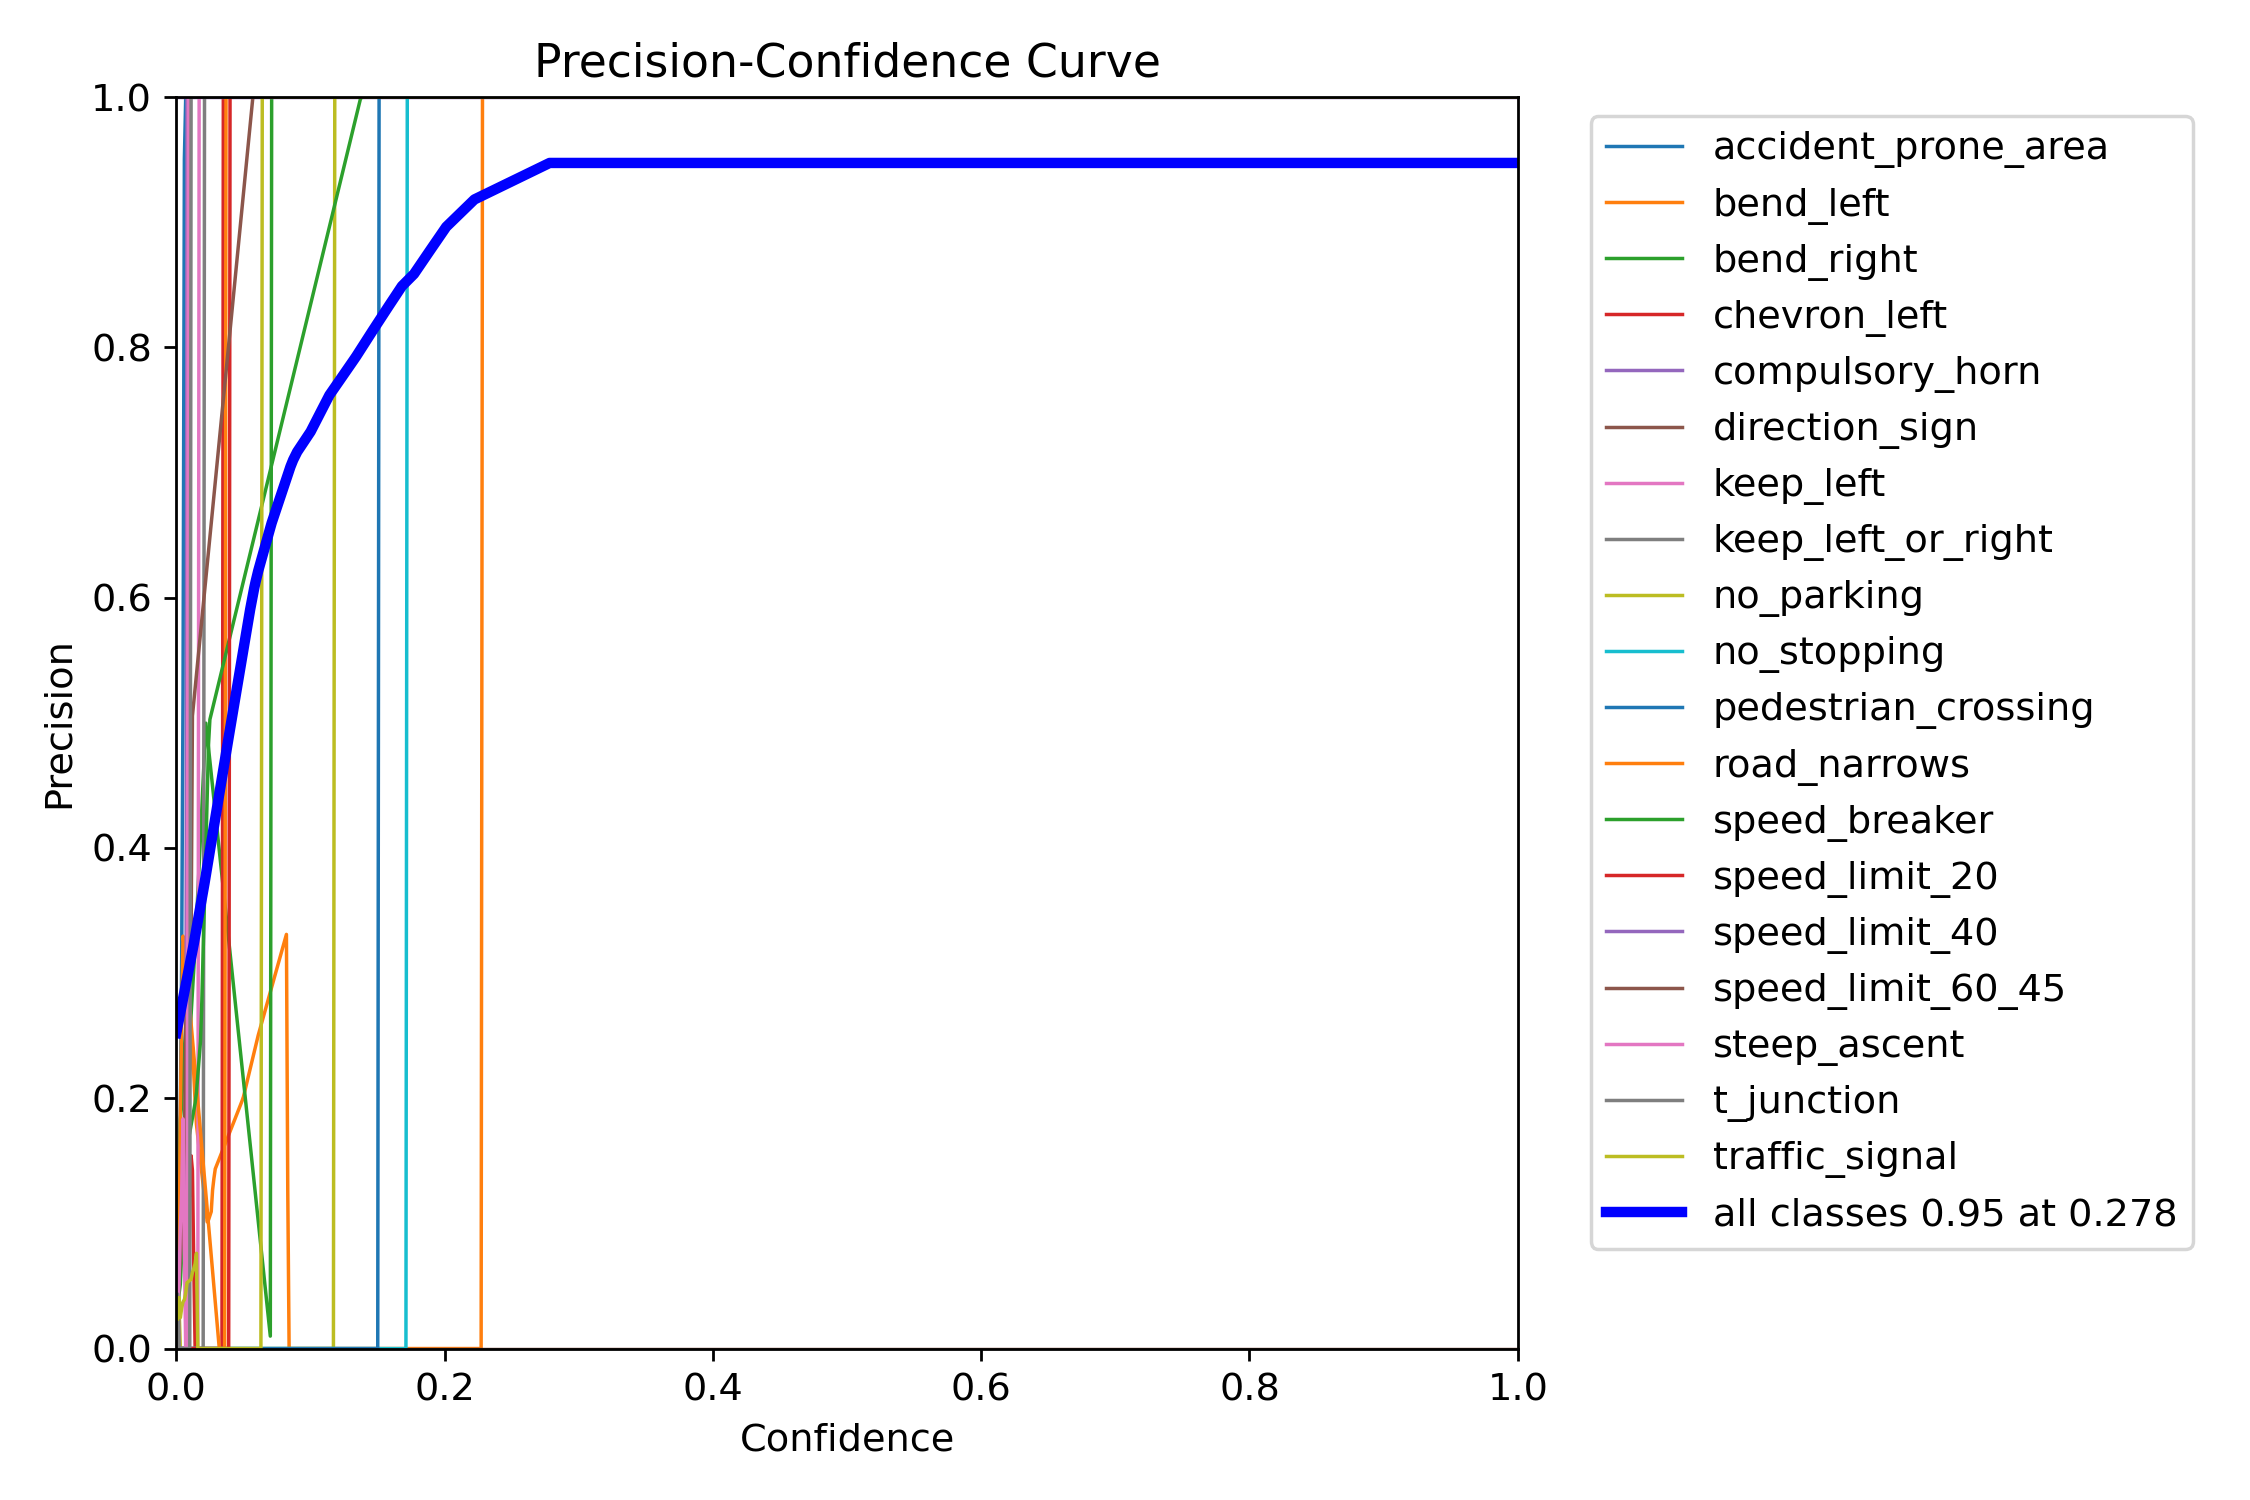 Precision-Confidence Curve
1.0
0.8
0.6
0.4
0.2
0.0
Precision
0.0 0.2 0.4 0.6 0.8 1.0
Confidence
accident_prone_area
bend_left
bend_right
chevron_left
compulsory_horn
direction_sign
keep_left
keep_left_or_right
no_parking
no_stopping
pedestrian_crossing
road_narrows
speed_breaker
speed_limit_20
speed_limit_40
speed_limit_60_45
steep_ascent
t_junction
traffic_signal
all classes 0.95 at 0.278